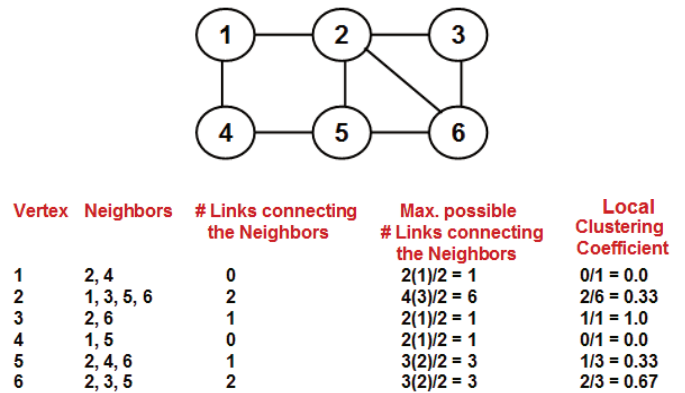 1 2 3
4 5 6
Vertex Neighbors # Links connecting the Neighbors Max. possible # Links connecting the Neighbors Local Clustering Coefficient
1 2, 4 0 2(1)/2 = 1 0/1 = 0.0
2 1, 3, 5, 6 2 4(3)/2 = 6 2/6 = 0.33
3 2, 6 1 2(1)/2 = 1 1/1 = 1.0
4 1, 5 0 2(1)/2 = 1 0/1 = 0.0
5 2, 4, 6 1 3(2)/2 = 3 1/3 = 0.33
6 2, 3, 5 2 3(2)/2 = 3 2/3 = 0.67